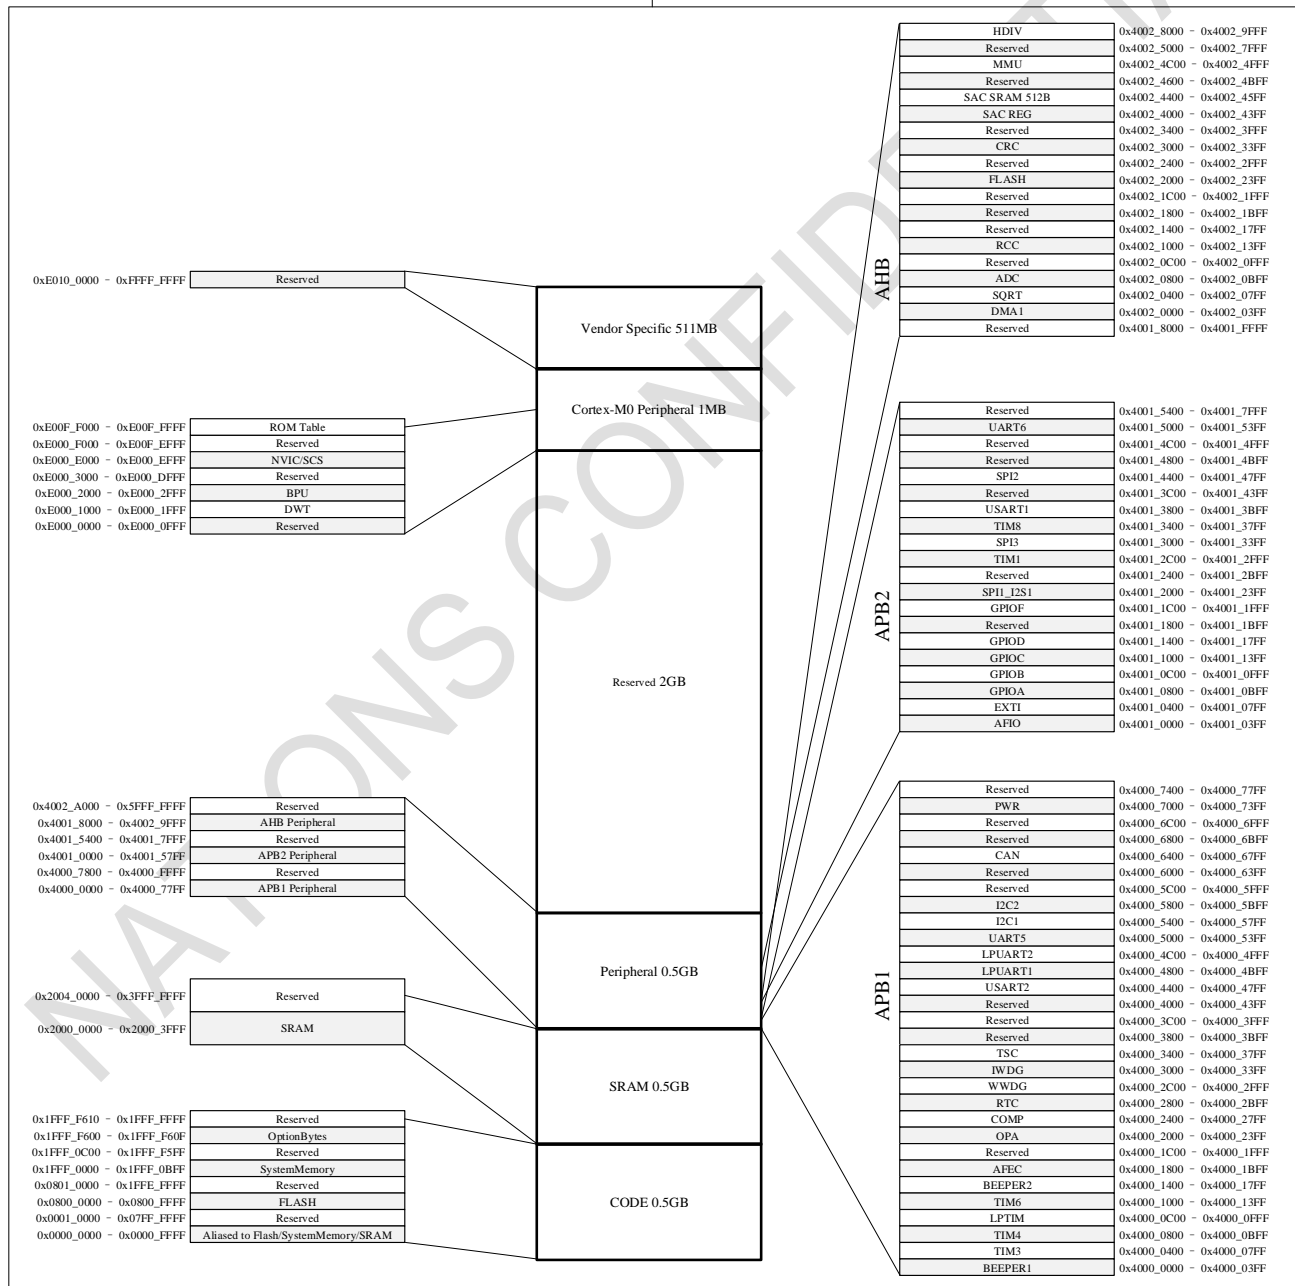 HDIV 0x4002_8000 - 0x4002_9FFF
Reserved 0x4002_5000 - 0x4002_7FFF
MMU 0x4002_4C00 - 0x4002_4FFF
Reserved 0x4002_4600 - 0x4002_4BFF
SAC SRAM 512B 0x4002_4400 - 0x4002_45FF
SAC REG 0x4002_4000 - 0x4002_43FF
Reserved 0x4002_3400 - 0x4002_3FFF
CRC 0x4002_3000 - 0x4002_33FF
Reserved 0x4002_2400 - 0x4002_2FFF
FLASH 0x4002_2000 - 0x4002_23FF
Reserved 0x4002_1C00 - 0x4002_1FFF
Reserved 0x4002_1800 - 0x4002_1BFF
Reserved 0x4002_1400 - 0x4002_17FF
RCC 0x4002_1000 - 0x4002_13FF
Reserved 0x4002_0C00 - 0x4002_0FFF
ADC 0x4002_0800 - 0x4002_0BFF
SQRT 0x4002_0400 - 0x4002_07FF
DMA1 0x4002_0000 - 0x4002_03FF
Reserved 0x4001_8000 - 0x4001_FFFF
AHB
0xE010_0000 - 0xFFFF_FFFF Reserved
Vendor Specific 511MB
Cortex-M0 Peripheral 1MB
0xE00F_F000 - 0xE00F_FFFF ROM Table
0xE000_F000 - 0xE00F_EFFF Reserved
0xE000_E000 - 0xE000_EFFF NVIC/SCS
0xE000_3000 - 0xE000_DFFF Reserved
0xE000_2000 - 0xE000_2FFF BPU
0xE000_1000 - 0xE000_1FFF DWT
0xE000_0000 - 0xE000_0FFF Reserved
Reserved 2GB
Reserved 0x4001_5400 - 0x4001_7FFF
UART6 0x4001_5000 - 0x4001_53FF
Reserved 0x4001_4C00 - 0x4001_4FFF
Reserved 0x4001_4800 - 0x4001_4BFF
SPI2 0x4001_4400 - 0x4001_47FF
Reserved 0x4001_3C00 - 0x4001_43FF
USART1 0x4001_3800 - 0x4001_3BFF
TIM8 0x4001_3400 - 0x4001_37FF
SPI3 0x4001_3000 - 0x4001_33FF
TIM1 0x4001_2C00 - 0x4001_2FFF
Reserved 0x4001_2400 - 0x4001_2BFF
SPI1_I2S1 0x4001_2000 - 0x4001_23FF
GPIOF 0x4001_1C00 - 0x4001_1FFF
Reserved 0x4001_1800 - 0x4001_1BFF
GPIOD 0x4001_1400 - 0x4001_17FF
GPIOC 0x4001_1000 - 0x4001_13FF
GPIOB 0x4001_0C00 - 0x4001_0FFF
GPIOA 0x4001_0800 - 0x4001_0BFF
EXTI 0x4001_0400 - 0x4001_07FF
AFIO 0x4001_0000 - 0x4001_03FF
APB2
0x4002_A000 - 0x5FFF_FFFF Reserved
0x4001_8000 - 0x4002_9FFF AHB Peripheral
0x4001_5400 - 0x4001_7FFF Reserved
0x4001_0000 - 0x4001_57FF APB2 Peripheral
0x4000_7800 - 0x4000_FFFF Reserved
0x4000_0000 - 0x4000_77FF APB1 Peripheral
Peripheral 0.5GB
0x2004_0000 - 0x3FFF_FFFF Reserved
0x2000_0000 - 0x2000_3FFF SRAM
SRAM 0.5GB
0x1FFF_F610 - 0x1FFF_FFFF Reserved
0x1FFF_F600 - 0x1FFF_F60F OptionBytes
0x1FFF_0C00 - 0x1FFF_F5FF Reserved
0x1FFF_0000 - 0x1FFF_0BFF SystemMemory
0x0801_0000 - 0x1FFE_FFFF Reserved
0x0800_0000 - 0x0800_FFFF FLASH
0x0001_0000 - 0x07FF_FFFF Reserved
0x0000_0000 - 0x0000_FFFF Aliased to Flash/SystemMemory/SRAM
CODE 0.5GB
Reserved 0x4000_7400 - 0x4000_77FF
PWR 0x4000_7000 - 0x4000_73FF
Reserved 0x4000_6C00 - 0x4000_6FFF
Reserved 0x4000_6800 - 0x4000_6BFF
CAN 0x4000_6400 - 0x4000_67FF
Reserved 0x4000_6000 - 0x4000_63FF
Reserved 0x4000_5C00 - 0x4000_5FFF
I2C2 0x4000_5800 - 0x4000_5BFF
I2C1 0x4000_5400 - 0x4000_57FF
UART5 0x4000_5000 - 0x4000_53FF
LPUART2 0x4000_4C00 - 0x4000_4FFF
LPUART1 0x4000_4800 - 0x4000_4BFF
USART2 0x4000_4400 - 0x4000_47FF
Reserved 0x4000_4000 - 0x4000_43FF
Reserved 0x4000_3C00 - 0x4000_3FFF
Reserved 0x4000_3800 - 0x4000_3BFF
TSC 0x4000_3400 - 0x4000_37FF
IWDG 0x4000_3000 - 0x4000_33FF
WWDG 0x4000_2C00 - 0x4000_2FFF
RTC 0x4000_2800 - 0x4000_2BFF
COMP 0x4000_2400 - 0x4000_27FF
OPA 0x4000_2000 - 0x4000_23FF
Reserved 0x4000_1C00 - 0x4000_1FFF
AFEC 0x4000_1800 - 0x4000_1BFF
BEEPER2 0x4000_1400 - 0x4000_17FF
TIM6 0x4000_1000 - 0x4000_13FF
LPTIM 0x4000_0C00 - 0x4000_0FFF
TIM4 0x4000_0800 - 0x4000_0BFF
TIM3 0x4000_0400 - 0x4000_07FF
BEEPER1 0x4000_0000 - 0x4000_03FF
APB1
NATIONS